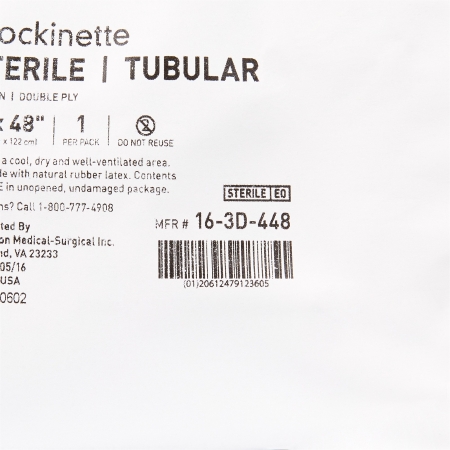 ockinette
TERILE | TUBULAR
N | DOUBLE PLY
x 48" | 1
x 122 cm) PER PACK DO NOT REUSE
a cool, dry and well-ventilated area.
de with natural rubber latex. Contents
E in unopened, undamaged package.
ns? Call 1-800-777-4908
STERILE EO
ted By
on Medical-Surgical Inc.
nd, VA 23233
05/16
USA
0602
MFR # 16-3D-448
(01)20612479123605